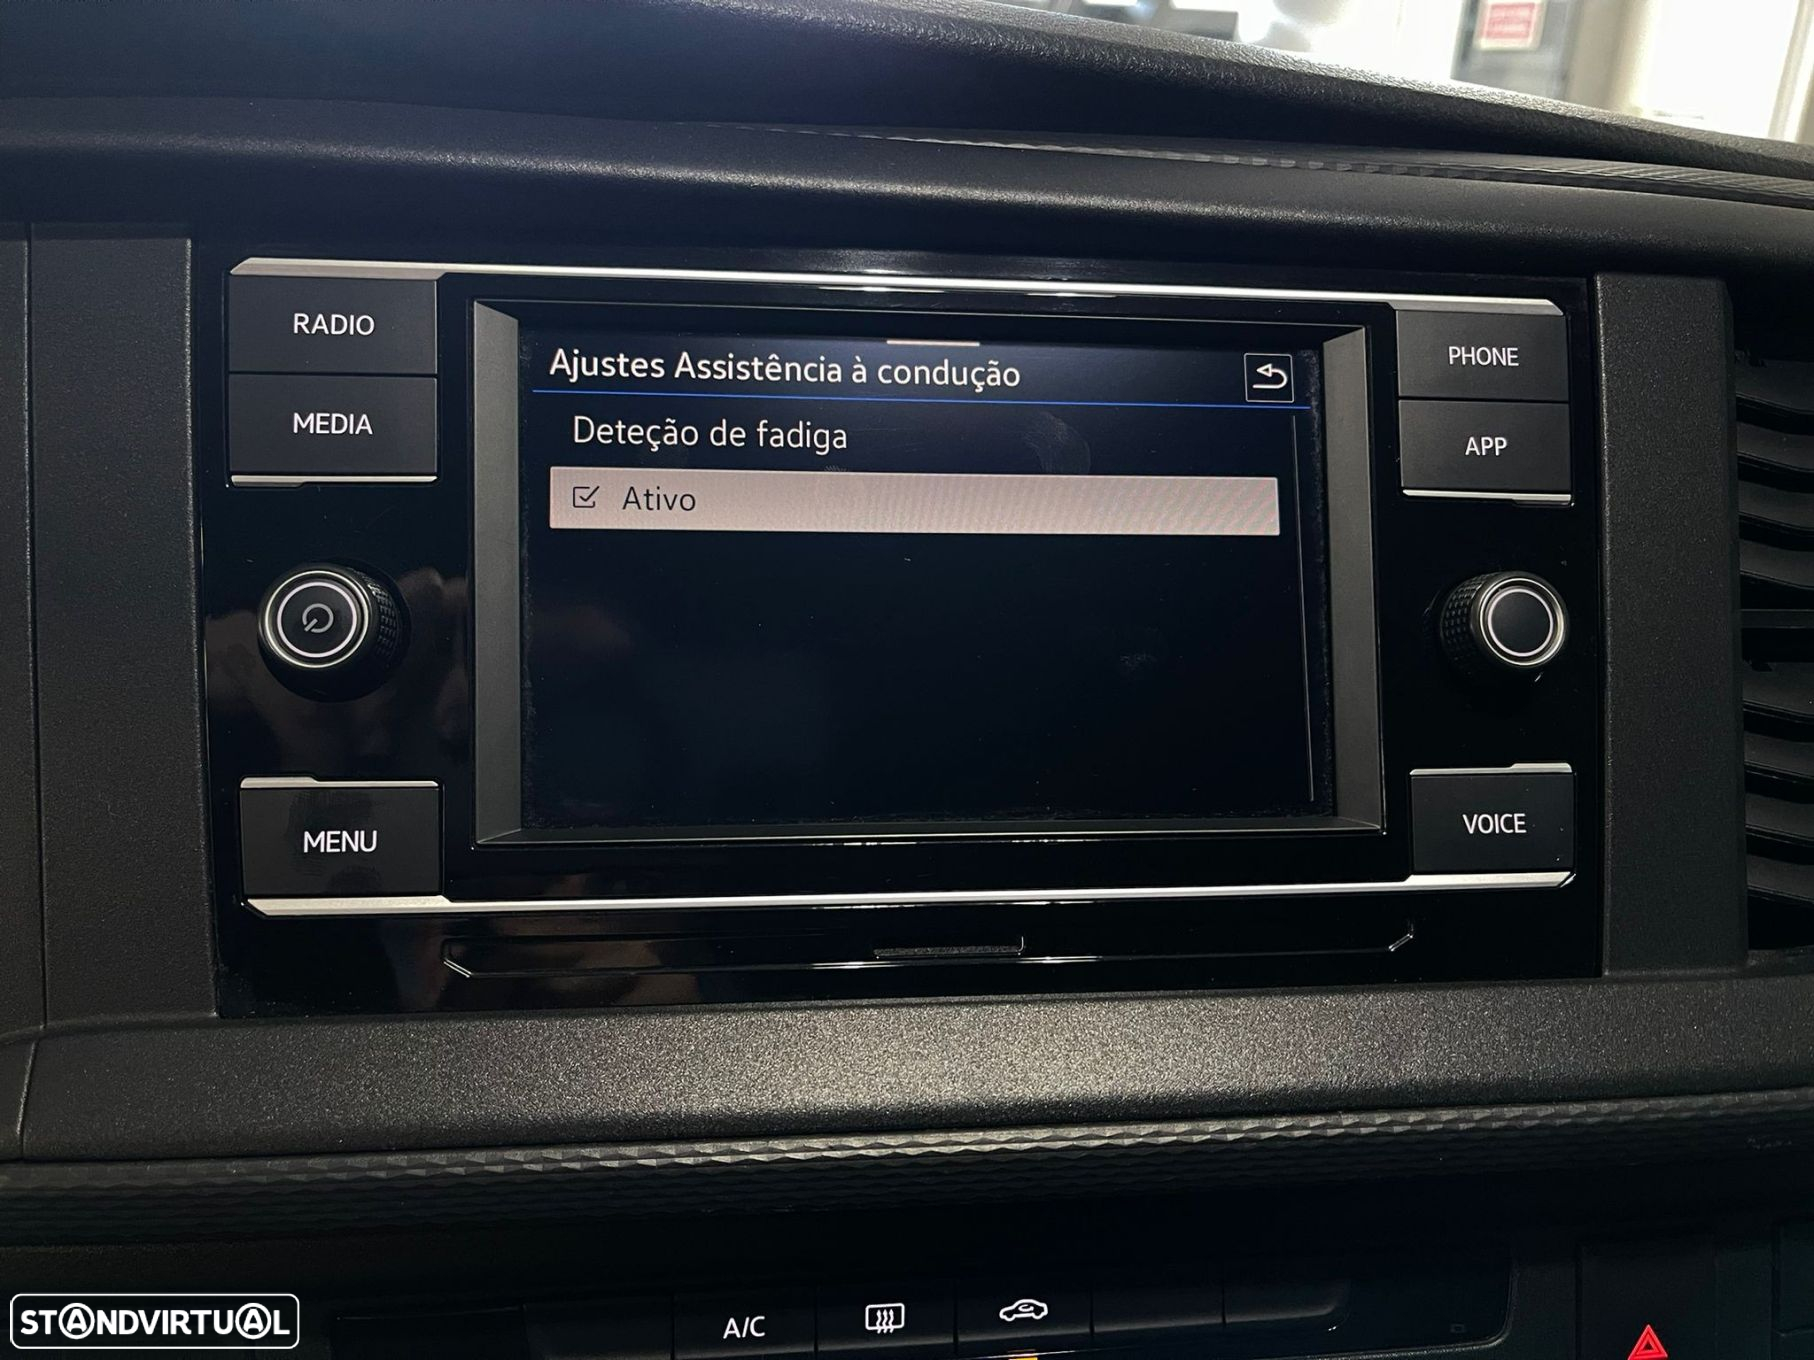 RADIO
MEDIA
Ajustes Assistência à condução
Deteção de fadiga
Ativo
PHONE
APP
MENU
VOICE
A/C
STANDVIRTUAL